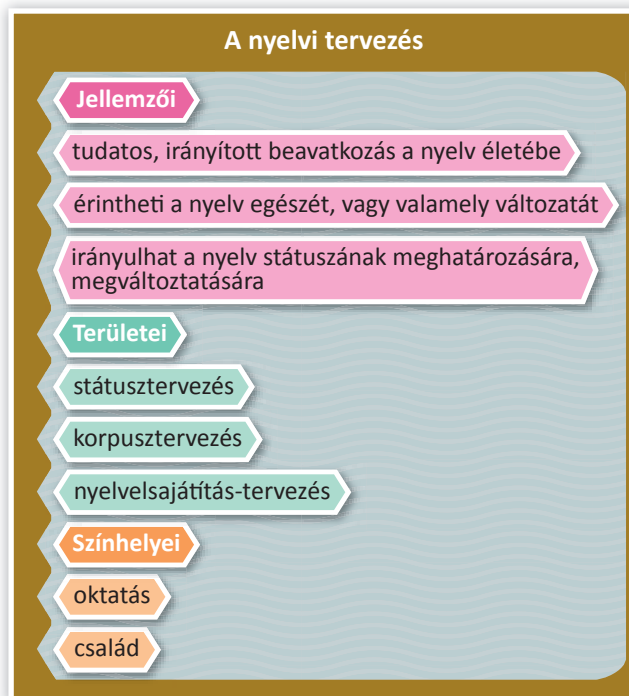 A nyelvi tervezés
Jellemzői
tudatos, irányított beavatkozás a nyelv életébe
érintheti a nyelv egészét, vagy valamely változatát
irányulhat a nyelv státuszának meghatározására,
megváltoztatására
Területei
státusztervezés
korpusztervezés
nyelvelsajátítás-tervezés
Színhelyei
oktatás
család